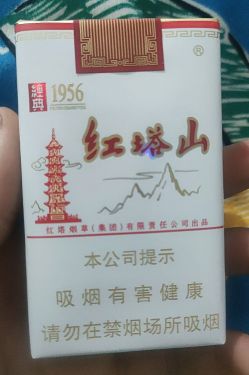 經典 1956
®
红塔山
红塔烟草（集团）有限责任公司出品
本公司提示
吸烟有害健康
请勿在禁烟场所吸烟